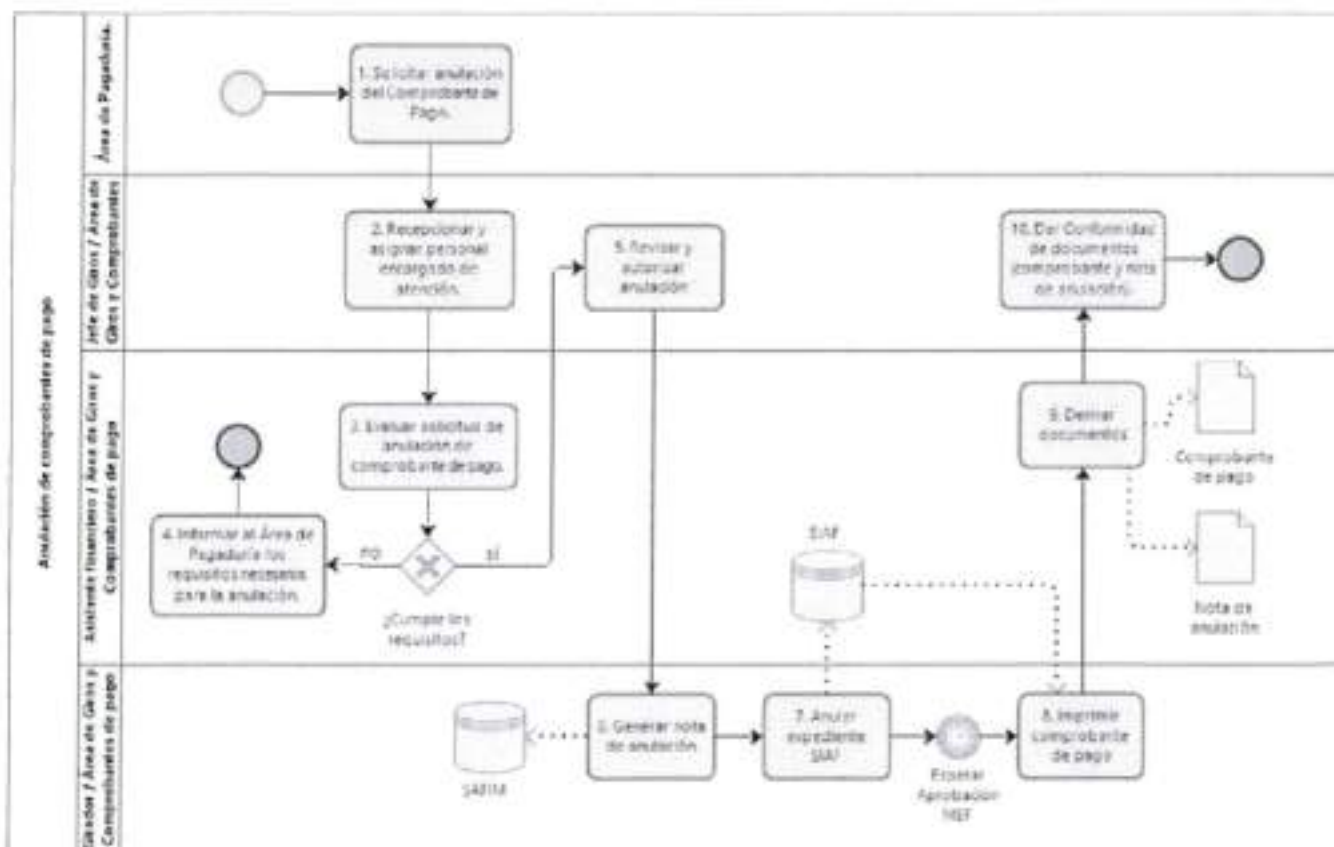 Anulación de comprobantes de pago
Área de Pagaduría.
1. Solicitar anulación
del Comprobante de
Pago.
Jefe de Giros / Área de
Giros y Comprobantes
2. Recepcionar y
asignar personal
encargado de
atención.
5. Revisar y
autorizar
anulación
10. Dar Conformidad
de documentos
(comprobante y nota
de anulación).
Asistente Financiero / Área de Giros y
Comprobantes de pago
3. Evaluar solicitud de
anulación de
comprobante de pago.
4. Informar al Área de
Pagaduría los
requisitos necesarios
para la anulación.
no
sí
¿Cumple los
requisitos?
9. Derivar
documentos
Comprobante
de pago
Nota de
anulación
SIAF
/ Área de Giros y
Comprobantes de pago
6. Generar nota
de anulación
7. Anular
expediente
SIAF
Esperar
Aprobación
MEF
8. Imprimir
comprobante
de pago